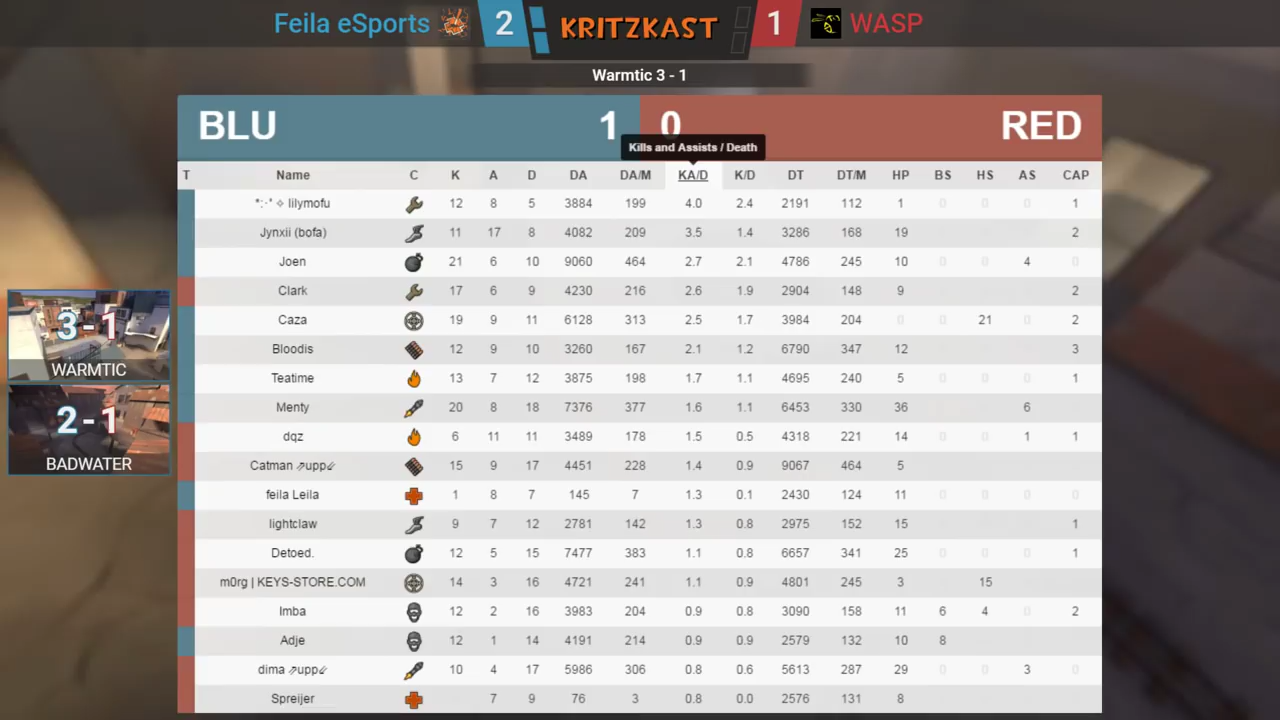 Feila eSports 2 KRITZKAST 1 WASP
Warmtic 3 - 1
BLU 1 0 RED
Kills and Assists / Death
T Name C K A D DA DA/M KA/D K/D DT DT/M HP BS HS AS CAP
*:·˚ ✧ lilymofu 12 8 5 3884 199 4.0 2.4 2191 112 1 0 0 0 1
Jynxii (bofa) 11 17 8 4082 209 3.5 1.4 3286 168 19 2
Joen 21 6 10 9060 464 2.7 2.1 4786 245 10 0 0 4 0
Clark 17 6 9 4230 216 2.6 1.9 2904 148 9 2
Caza 19 9 11 6128 313 2.5 1.7 3984 204 0 0 21 0 2
Bloodis 12 9 10 3260 167 2.1 1.2 6790 347 12 3
Teatime 13 7 12 3875 198 1.7 1.1 4695 240 5 0 0 0 1
Menty 20 8 18 7376 377 1.6 1.1 6453 330 36 6
dqz 6 11 11 3489 178 1.5 0.5 4318 221 14 0 0 1 1
Catman ⇗upp⇙ 15 9 17 4451 228 1.4 0.9 9067 464 5
feila Leila 1 8 7 145 7 1.3 0.1 2430 124 11 0 0 0 0
lightclaw 9 7 12 2781 142 1.3 0.8 2975 152 15 1
Detoed. 12 5 15 7477 383 1.1 0.8 6657 341 25 0 0 0 1
m0rg | KEYS-STORE.COM 14 3 16 4721 241 1.1 0.9 4801 245 3 15
Imba 12 2 16 3983 204 0.9 0.8 3090 158 11 6 4 0 2
Adje 12 1 14 4191 214 0.9 0.9 2579 132 10 8
dima ⇗upp⇙ 10 4 17 5986 306 0.8 0.6 5613 287 29 0 0 3 0
Spreijer 7 9 76 3 0.8 0.0 2576 131 8
3 - 1
WARMTIC
2 - 1
BADWATER